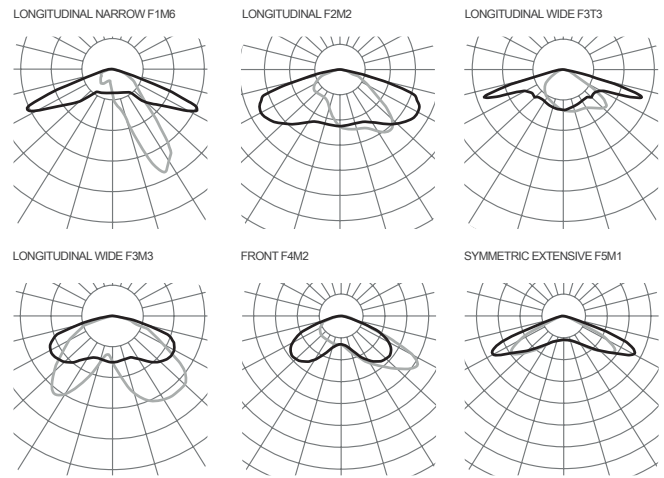 LONGITUDINAL NARROW F1M6
LONGITUDINAL F2M2
LONGITUDINAL WIDE F3T3
LONGITUDINAL WIDE F3M3
FRONT F4M2
SYMMETRIC EXTENSIVE F5M1